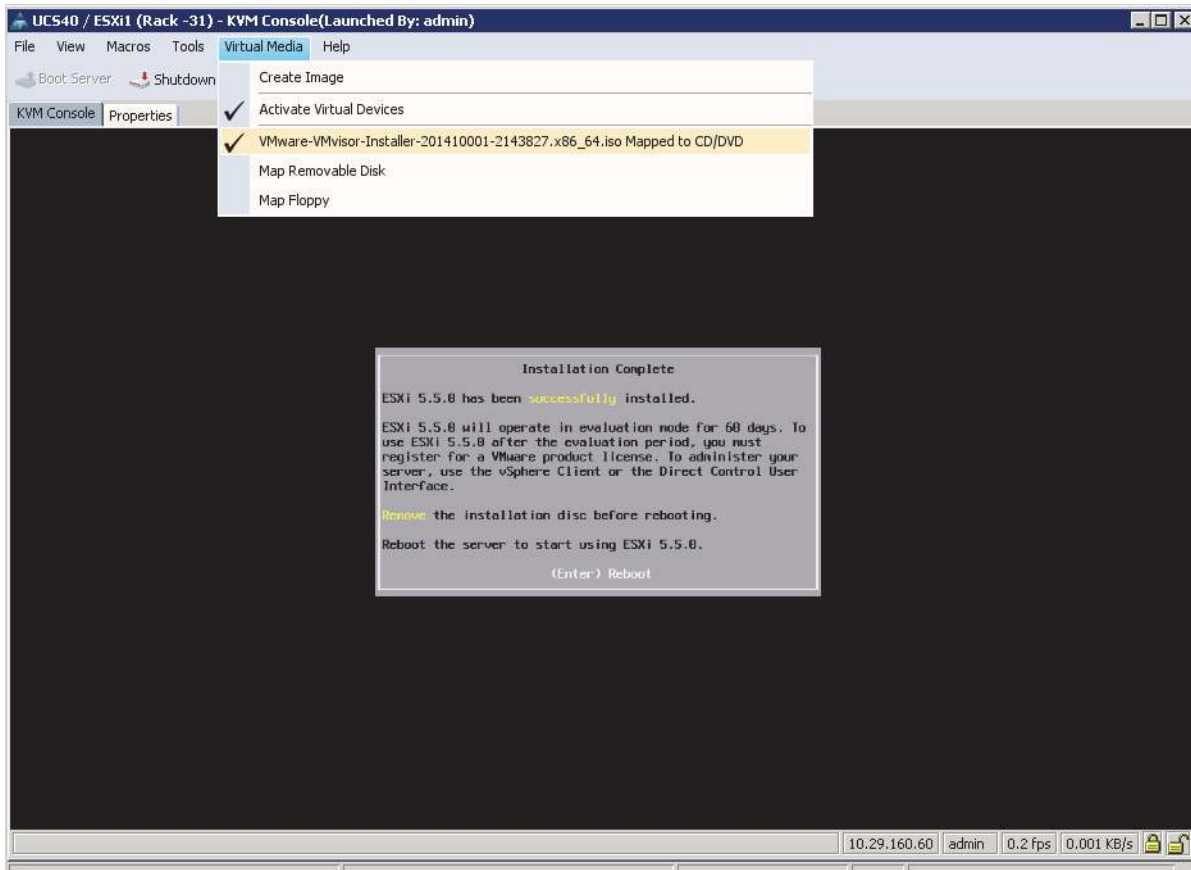 UCS40 / ESXi1 (Rack -31) - KVM Console(Launched By: admin)
File View Macros Tools Virtual Media Help
Boot Server Shutdown
Create Image
KVM Console Properties
Activate Virtual Devices
VMware-VMvisor-Installer-201410001-2143827.x86_64.iso Mapped to CD/DVD
Map Removable Disk
Map Floppy
Installation Complete
ESXi 5.5.0 has been successfully installed.
ESXi 5.5.0 will operate in evaluation mode for 60 days. To
use ESXi 5.5.0 after the evaluation period, you must
register for a VMware product license. To administer your
server, use the vSphere Client or the Direct Control User
Interface.
Remove the installation disc before rebooting.
Reboot the server to start using ESXi 5.5.0.
(Enter) Reboot
10.29.160.60 admin 0.2 fps 0.001 KB/s